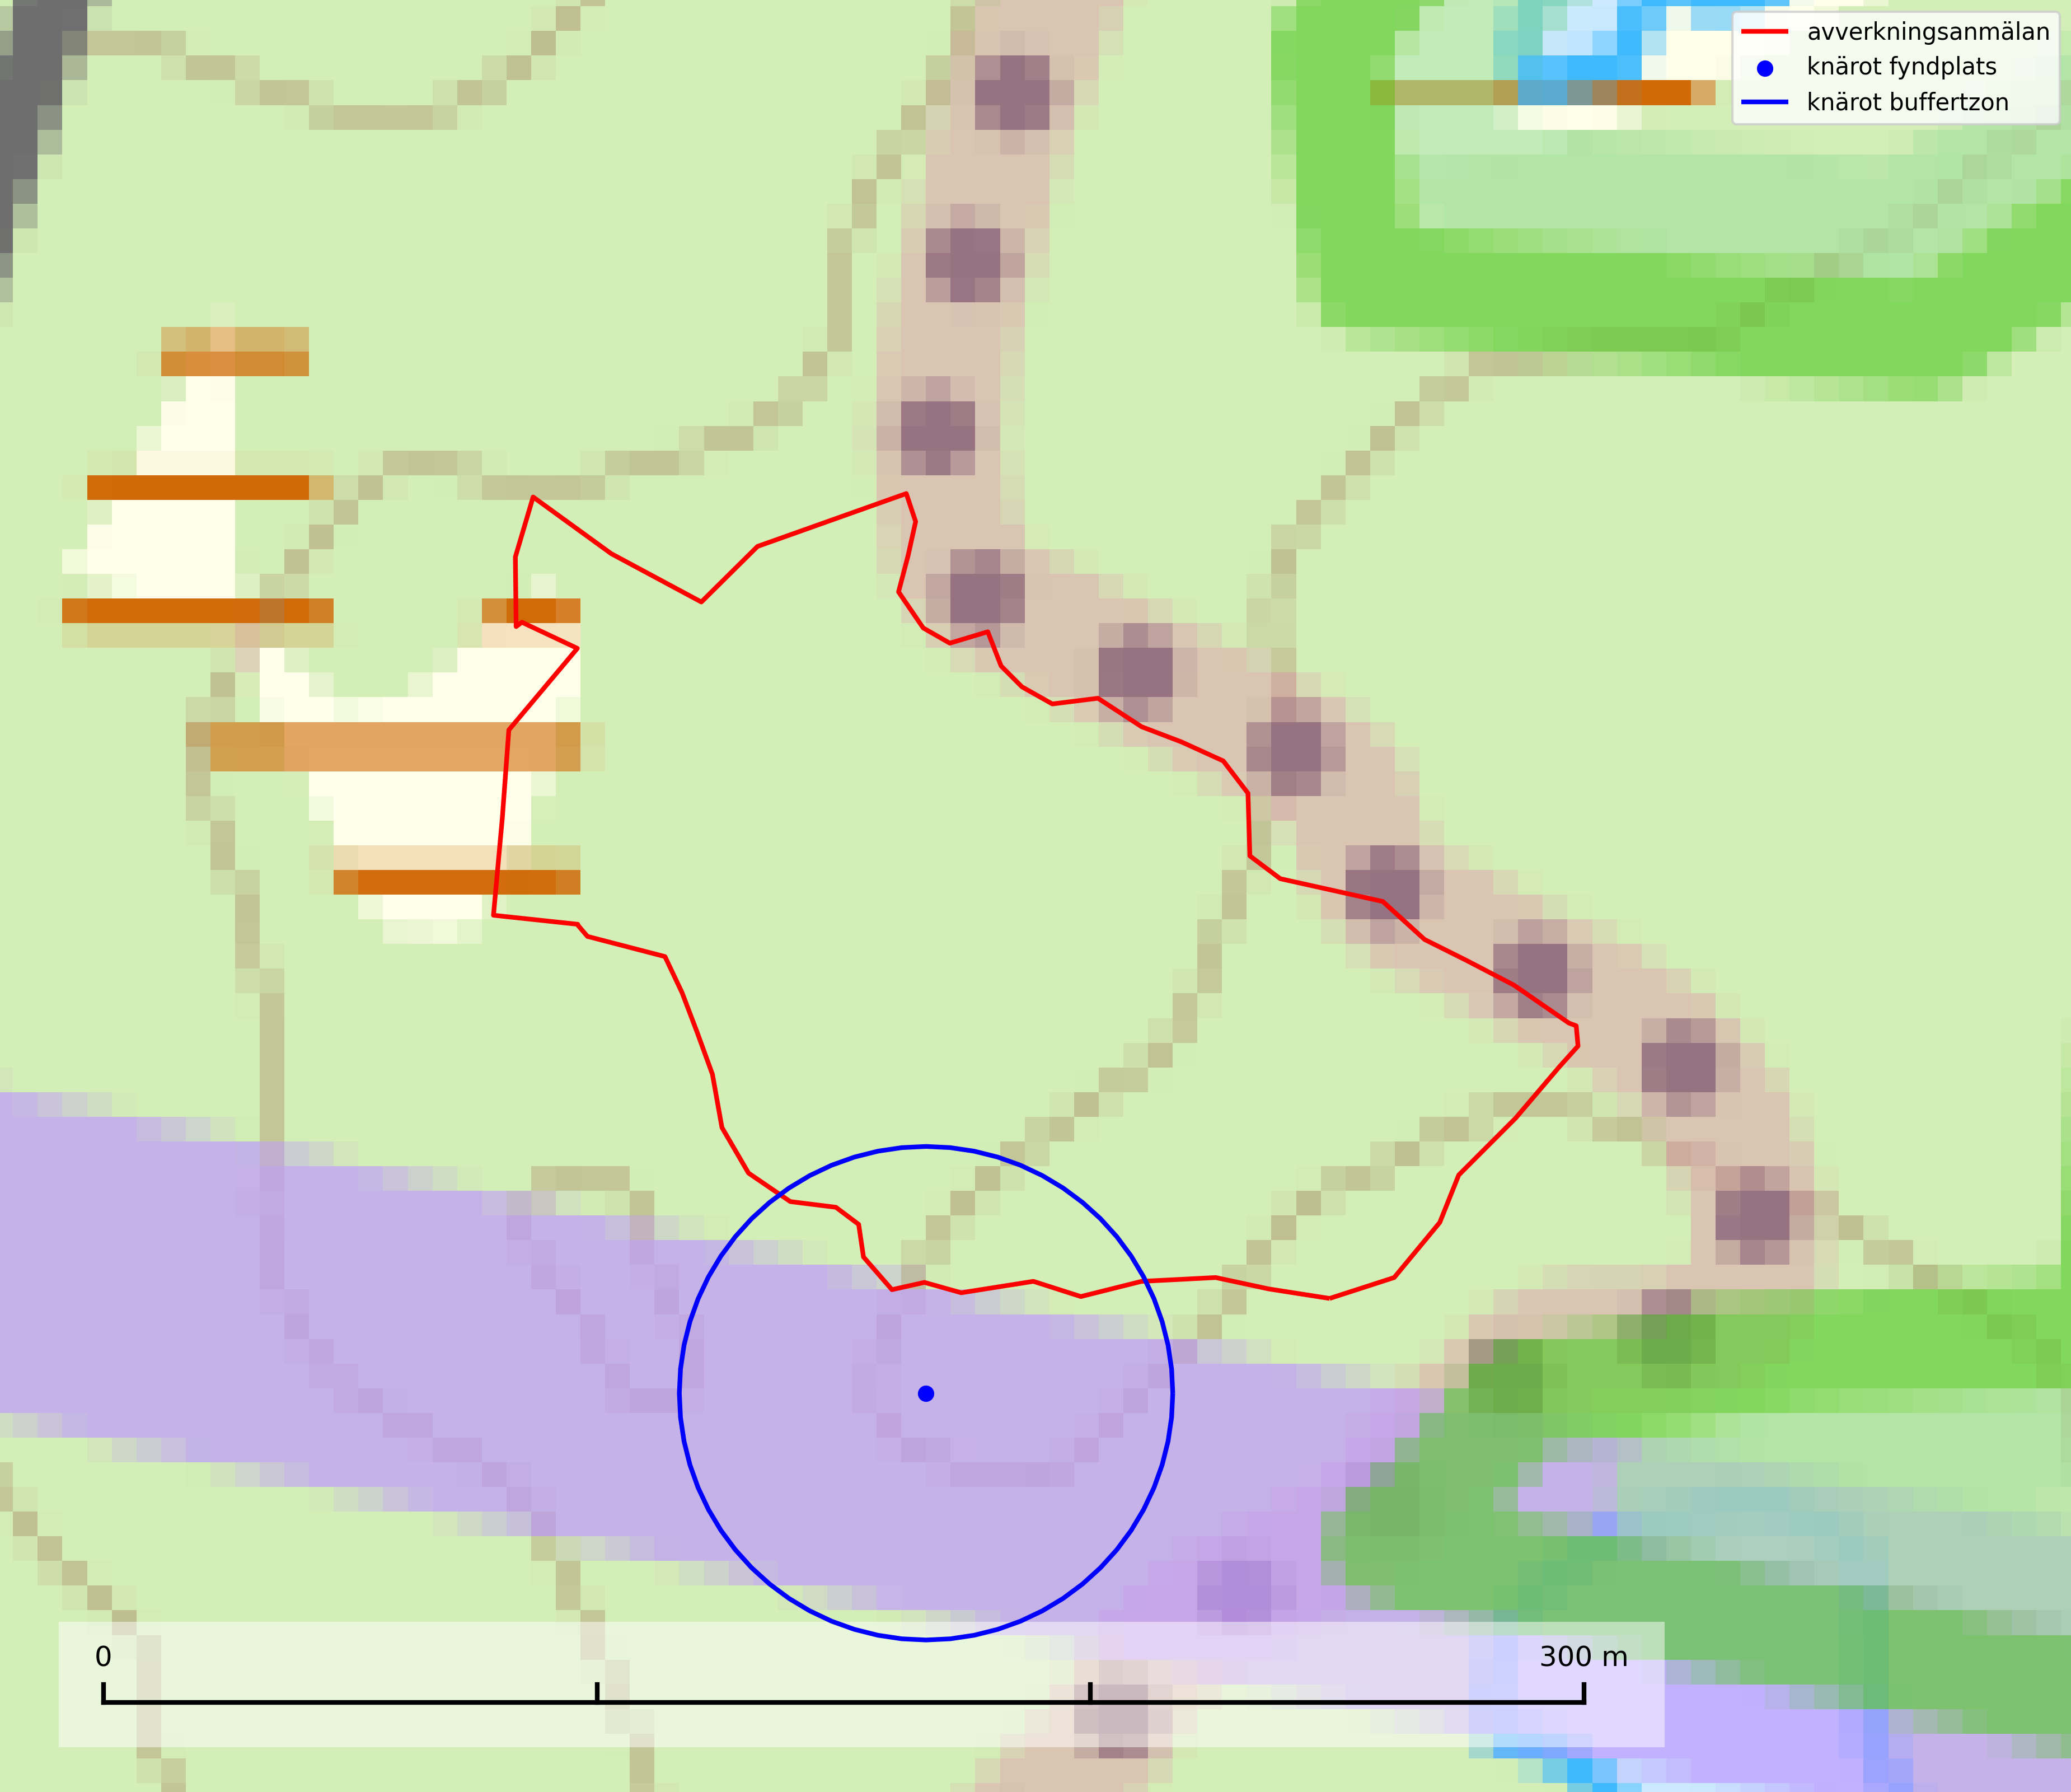 avverkningsanmälan
knärot fyndplats
knärot buffertzon
0 300 m